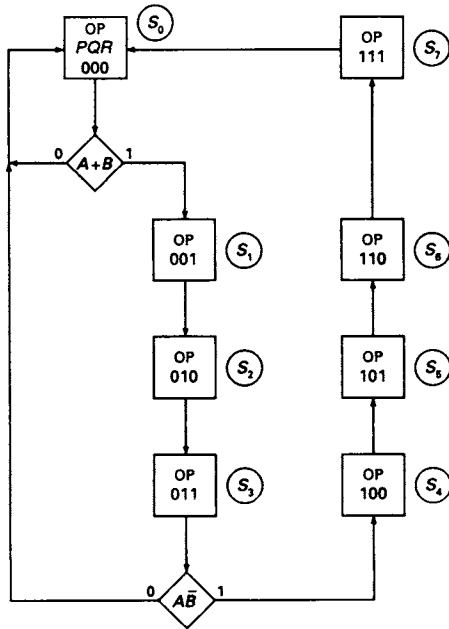 OP
PQR
000
S₀
0
A+B
1
OP
001
S₁
OP
010
S₂
OP
011
S₃
0
AB̅
1
OP
111
S₇
OP
110
S₆
OP
101
S₅
OP
100
S₄